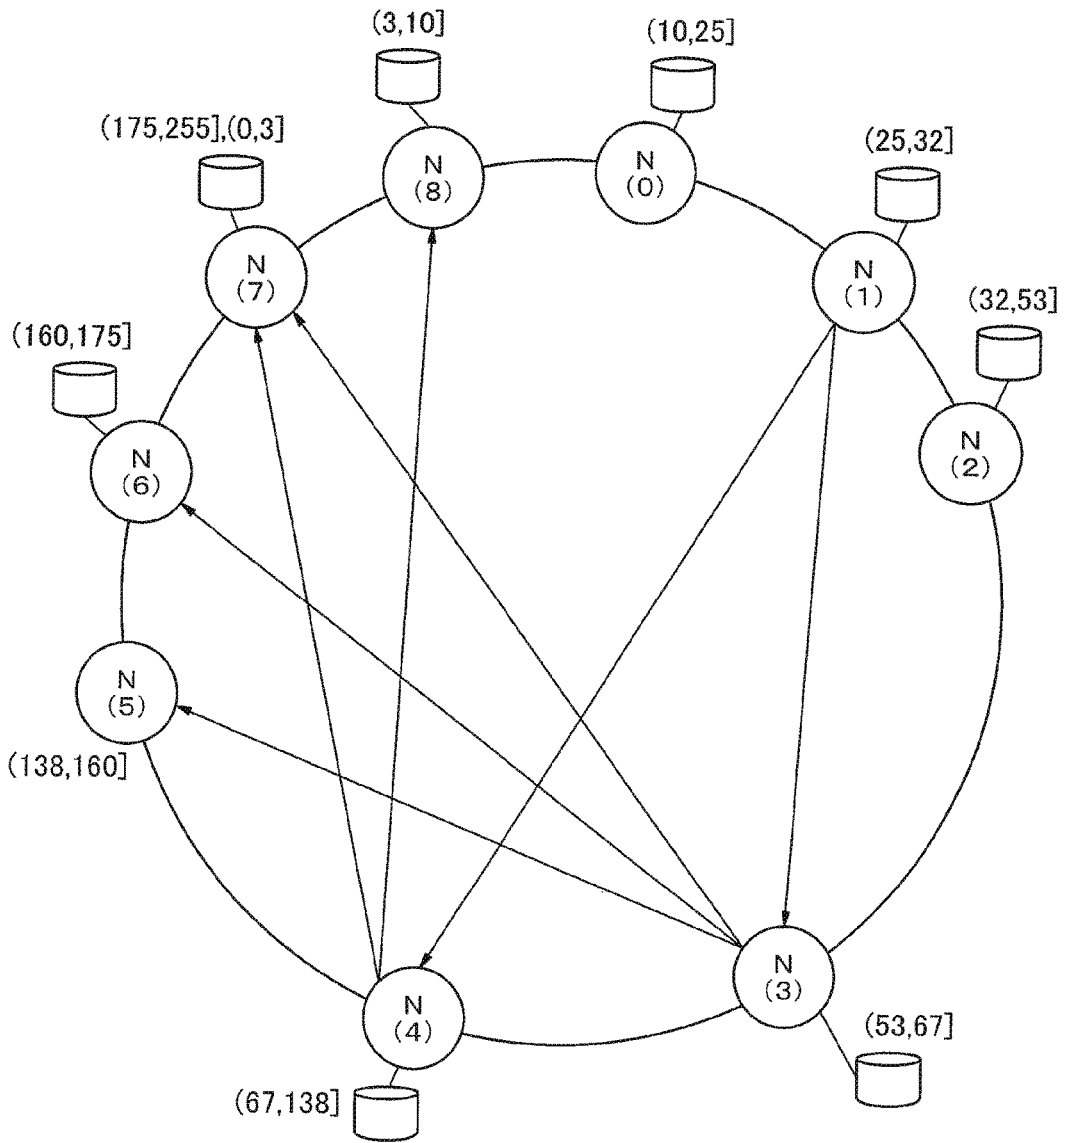 (3,10]
(10,25]
(175,255],(0,3]
(25,32]
N
(8)
N
(0)
N
(7)
N
(1)
(32,53]
(160,175]
N
(6)
N
(2)
N
(5)
(138,160]
N
(3)
N
(4)
(53,67]
(67,138]